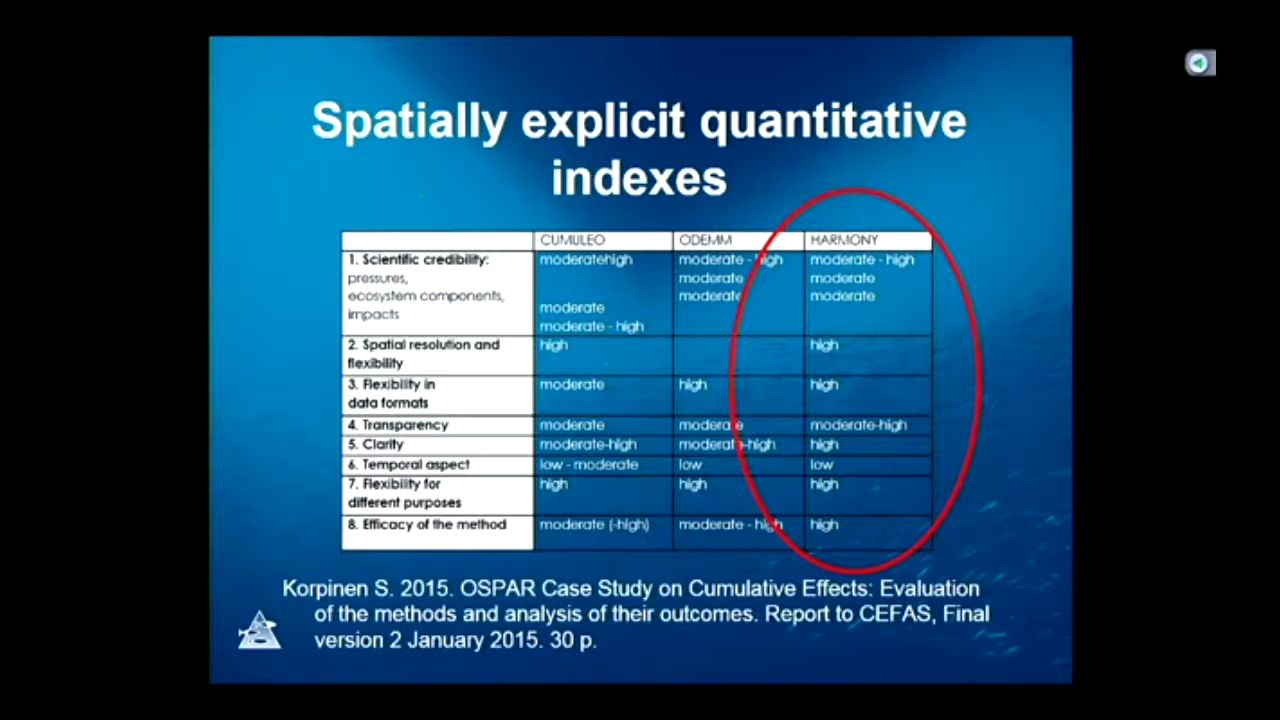 Spatially explicit quantitative
indexes
CUMULEO ODEMM HARMONY
1. Scientific credibility: moderatehigh moderate - high moderate - high
pressures, moderate moderate
ecosystem components, moderate moderate
impacts moderate
moderate - high
2. Spatial resolution and high high
flexibility
3. Flexibility in moderate high high
data formats
4. Transparency moderate moderate moderate-high
5. Clarity moderate-high moderate-high high
6. Temporal aspect low - moderate low low
7. Flexibility for high high high
different purposes
8. Efficacy of the method moderate (-high) moderate - high high
Korpinen S. 2015. OSPAR Case Study on Cumulative Effects: Evaluation
of the methods and analysis of their outcomes. Report to CEFAS, Final
version 2 January 2015. 30 p.